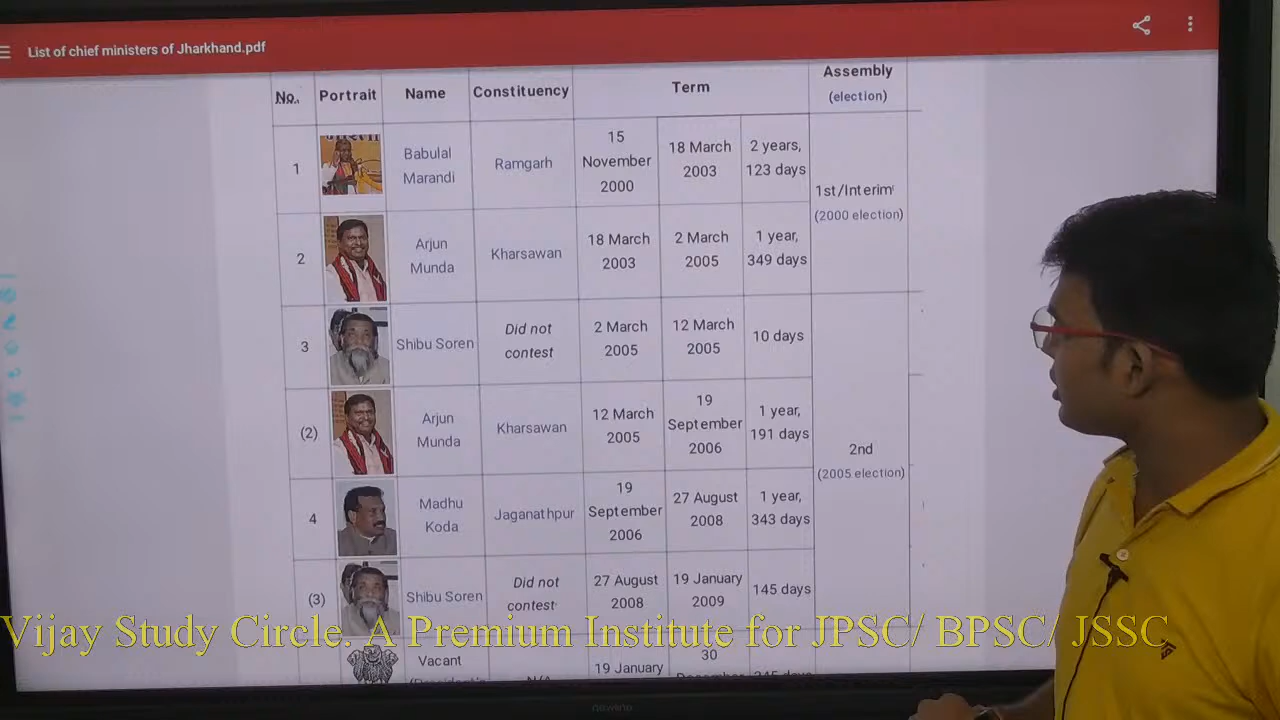 List of chief ministers of Jharkhand.pdf
No. Portrait Name Constituency Term Assembly
(election)
1 Babulal Marandi Ramgarh 15 November 2000 18 March 2003 2 years, 123 days 1st/Interim
(2000 election)
2 Arjun Munda Kharsawan 18 March 2003 2 March 2005 1 year, 349 days
3 Shibu Soren Did not contest 2 March 2005 12 March 2005 10 days
(2) Arjun Munda Kharsawan 12 March 2005 19 September 2006 1 year, 191 days 2nd
(2005 election)
4 Madhu Koda Jaganathpur 19 September 2006 27 August 2008 1 year, 343 days
(3) Shibu Soren Did not contest 27 August 2008 19 January 2009 145 days
Vijay Study Circle. A Premium Institute for JPSC/ BPSC/ JSSC
Vacant 19 January 30
newline